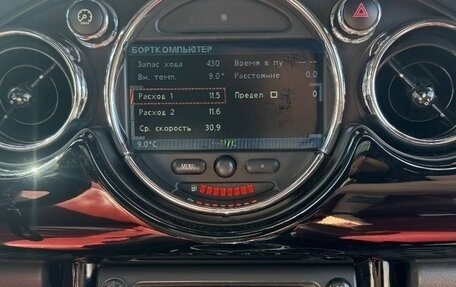 БОРТКОМПЬЮТЕР
Запас хода 430 Время в пу --:--
Вн. темп. 9.0° Расстояние 0.0
Расход 1 11.5 Предел 0
Расход 2 11.6
Ср. скорость 30.9
9.0°C
MENU